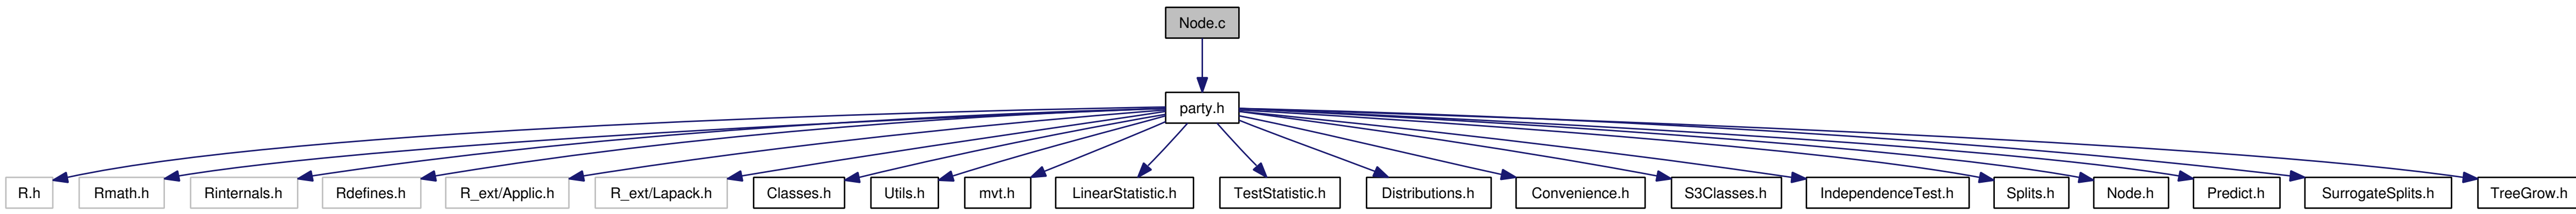 Node.c
party.h
R.h
Rmath.h
Rinternals.h
Rdefines.h
R_ext/Applic.h
R_ext/Lapack.h
Classes.h
Utils.h
mvt.h
LinearStatistic.h
TestStatistic.h
Distributions.h
Convenience.h
S3Classes.h
IndependenceTest.h
Splits.h
Node.h
Predict.h
SurrogateSplits.h
TreeGrow.h